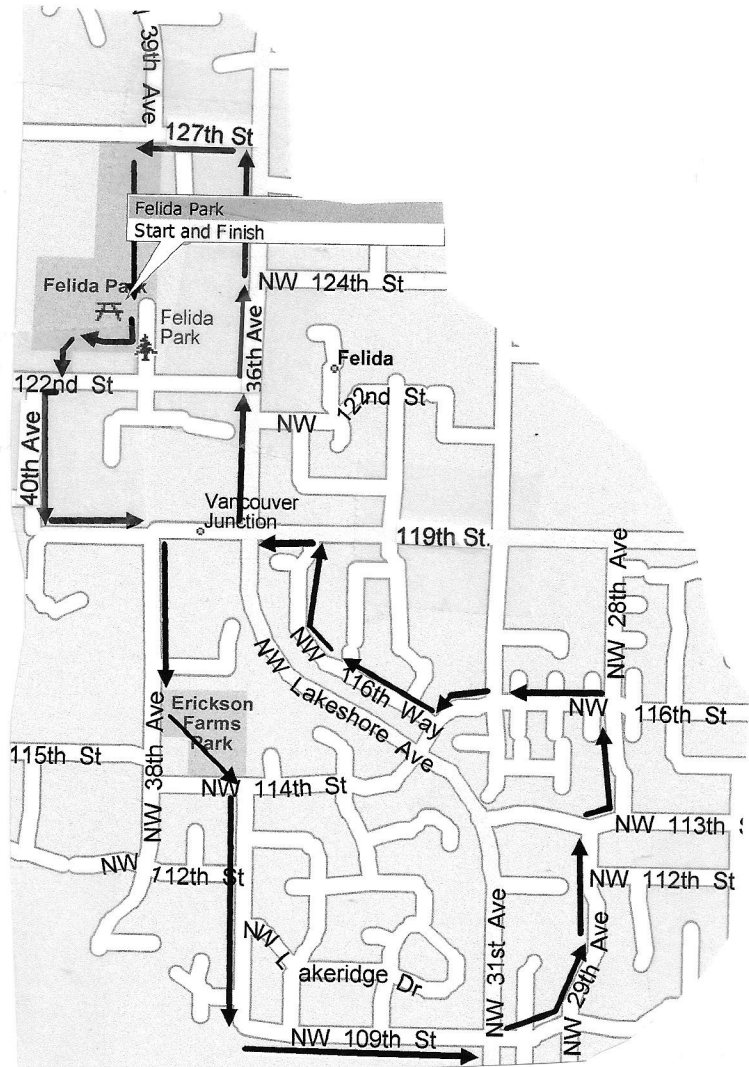 39th Ave
127th St
Felida Park
Start and Finish
Felida Park
NW 124th St
Felida
Park
36th Ave
Felida
122nd St
122nd St
NW
40th Ave
Vancouver
Junction
119th St.
NW 28th Ave
NW 116th Way
NW Lakeshore Ave
NW 116th St
Erickson
Farms
Park
NW 38th Ave
115th St
NW 114th St
NW 113th
NW 112th St
NW 112th St
NW Lakeridge Dr
NW 31st Ave
NW 29th Ave
NW 109th St